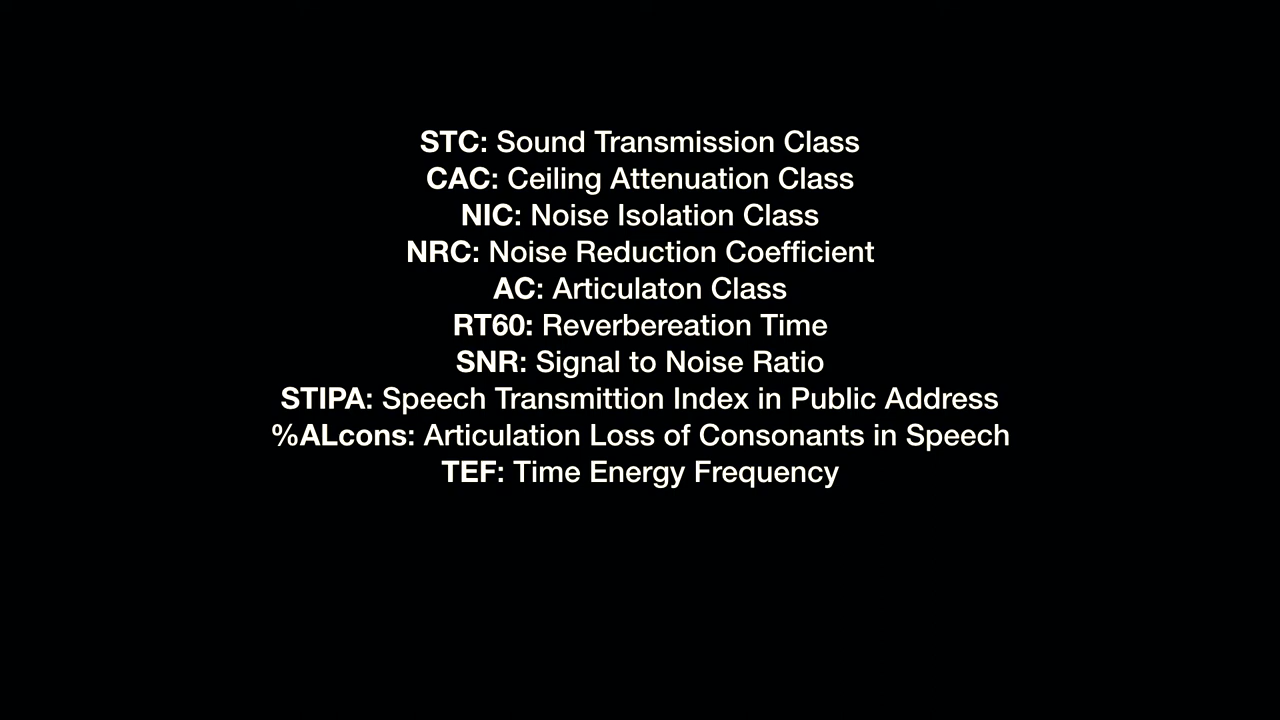 STC: Sound Transmission Class
CAC: Ceiling Attenuation Class
NIC: Noise Isolation Class
NRC: Noise Reduction Coefficient
AC: Articulaton Class
RT60: Reverbereation Time
SNR: Signal to Noise Ratio
STIPA: Speech Transmittion Index in Public Address
%ALcons: Articulation Loss of Consonants in Speech
TEF: Time Energy Frequency